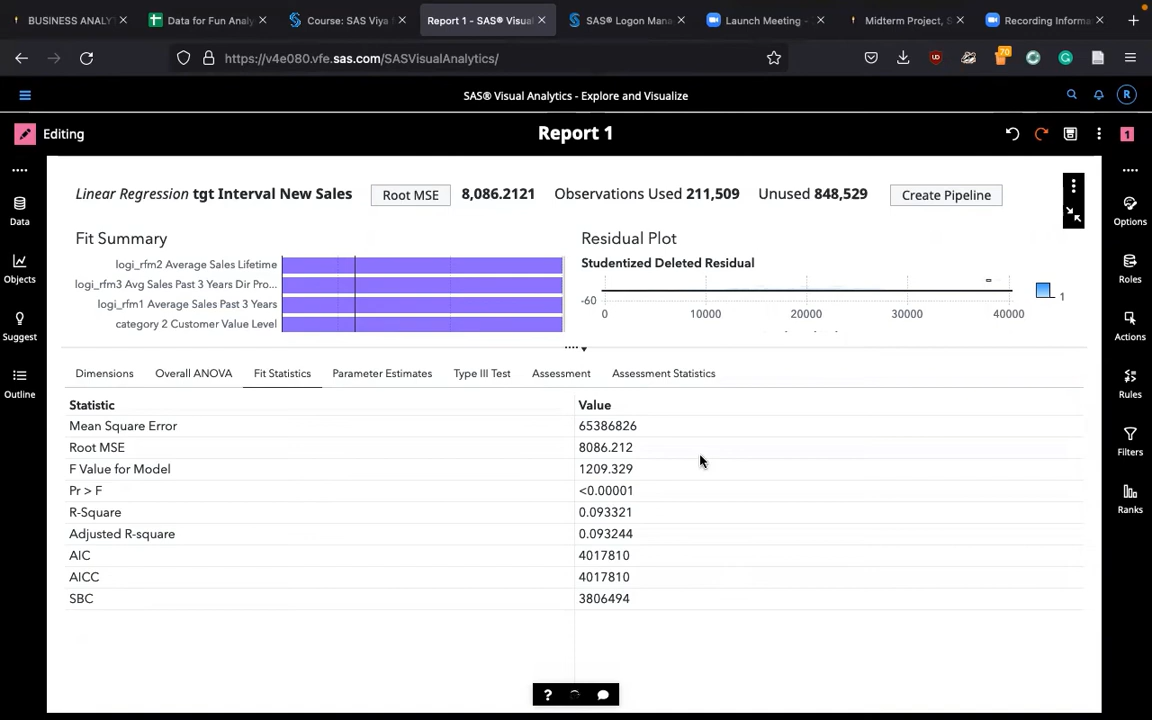 BUSINESS ANALYT
Data for Fun Analy
Course: SAS Viya
Report 1 - SAS® Visual
SAS® Logon Mana
Launch Meeting -
Midterm Project, S
Recording Informa
https://v4e080.vfe.sas.com/SASVisualAnalytics/
70
SAS® Visual Analytics - Explore and Visualize
R
Editing
Report 1
1
Linear Regression tgt Interval New Sales
Root MSE
8,086.2121
Observations Used 211,509
Unused 848,529
Create Pipeline
Data
Objects
Suggest
Outline
Options
Roles
Actions
Rules
Filters
Ranks
Fit Summary
logi_rfm2 Average Sales Lifetime
logi_rfm3 Avg Sales Past 3 Years Dir Pro...
logi_rfm1 Average Sales Past 3 Years
category 2 Customer Value Level
Residual Plot
Studentized Deleted Residual
-60
0 10000 20000 30000 40000
1
Dimensions Overall ANOVA Fit Statistics Parameter Estimates Type III Test Assessment Assessment Statistics
Statistic Value
Mean Square Error 65386826
Root MSE 8086.212
F Value for Model 1209.329
Pr > F <0.00001
R-Square 0.093321
Adjusted R-square 0.093244
AIC 4017810
AICC 4017810
SBC 3806494
?